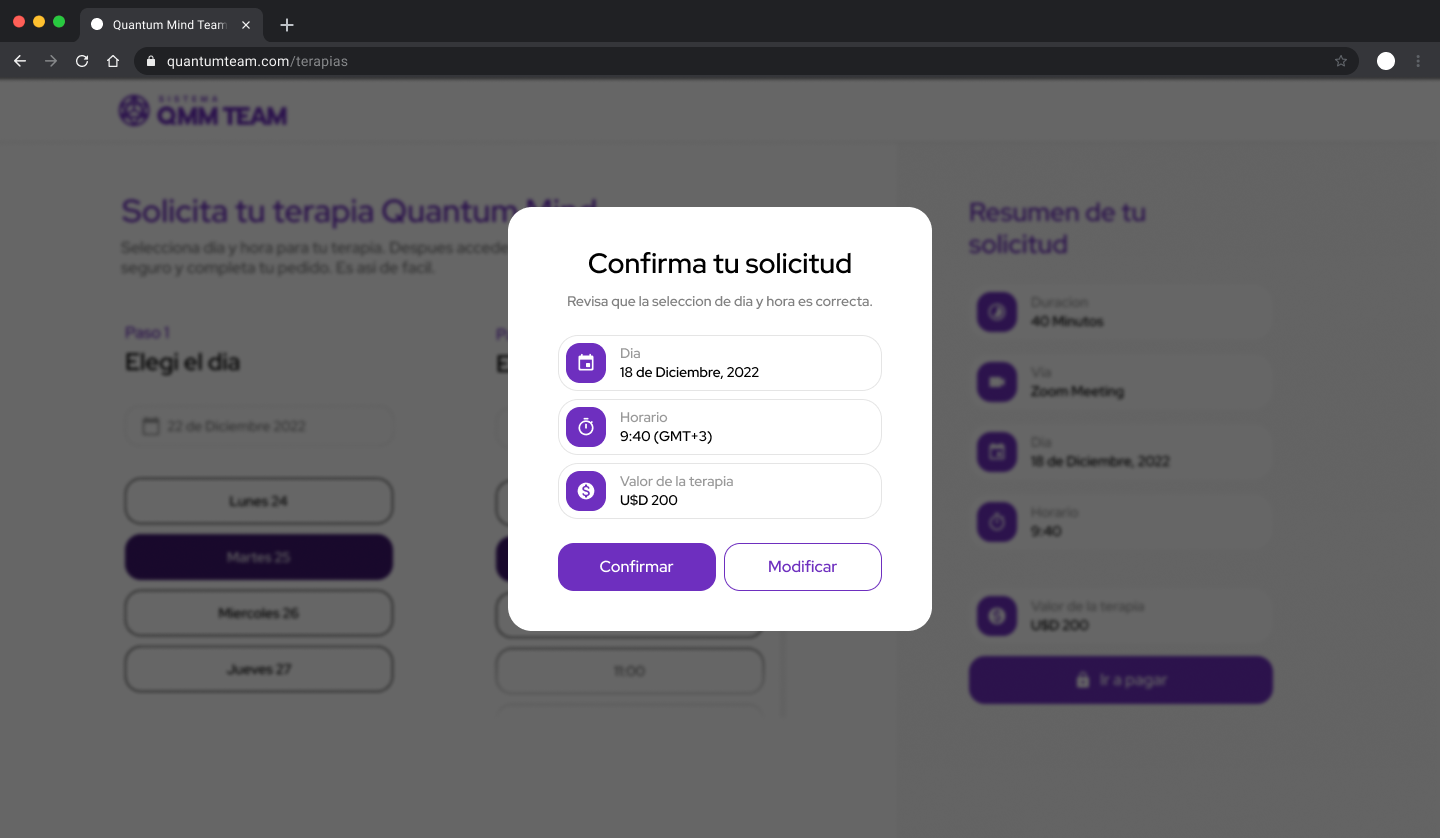 Quantum Mind Team
quantumteam.com/terapias
SISTEMA
QMM TEAM
Solicita tu terapia Quantum Mind
Selecciona dia y hora para tu terapia. Despues accede
seguro y completa tu pedido. Es asi de facil.
Paso 1
Elegi el dia
22 de Diciembre 2022
Lunes 24
Martes 25
Miercoles 26
Jueves 27
11:00
Confirma tu solicitud
Revisa que la seleccion de dia y hora es correcta.
Dia
18 de Diciembre, 2022
Horario
9:40 (GMT+3)
Valor de la terapia
U$D 200
Confirmar
Modificar
Resumen de tu
solicitud
Duracion
40 Minutos
Via
Zoom Meeting
Dia
18 de Diciembre, 2022
Horario
9:40
Valor de la terapia
U$D 200
Ir a pagar